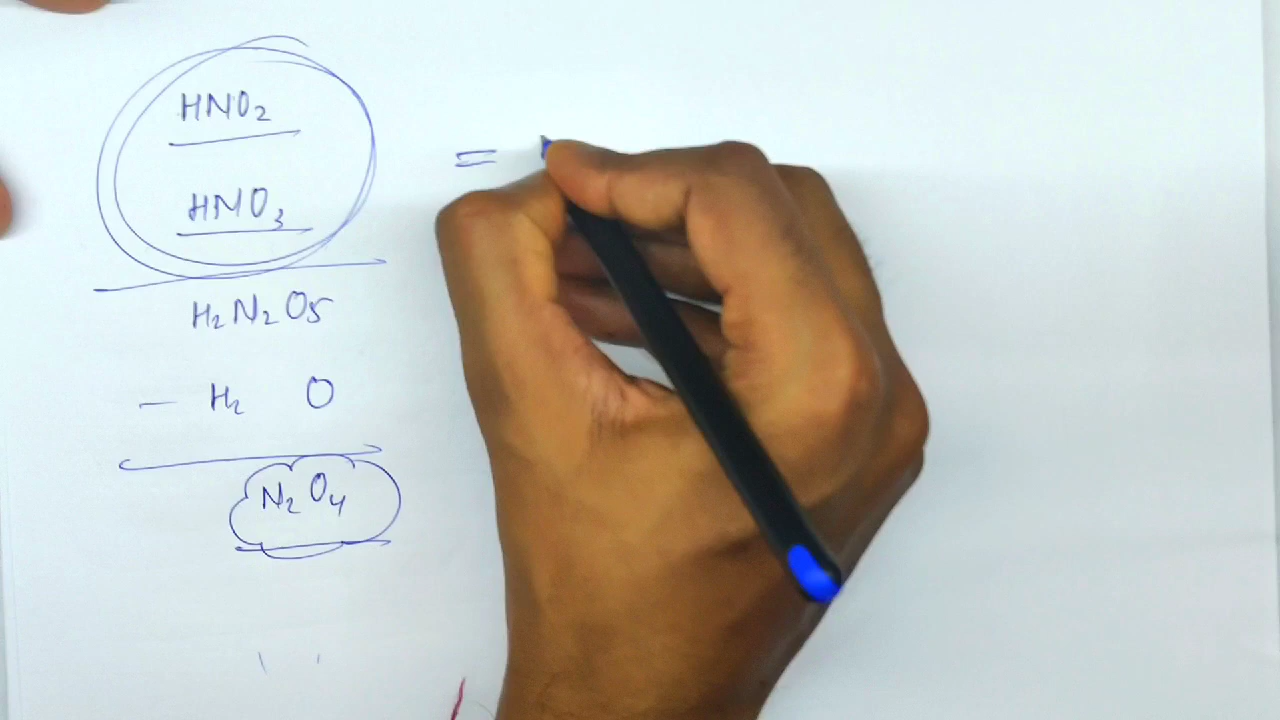 HNO2
HNO3
=
H2N2O5
- H2 O
N2O4